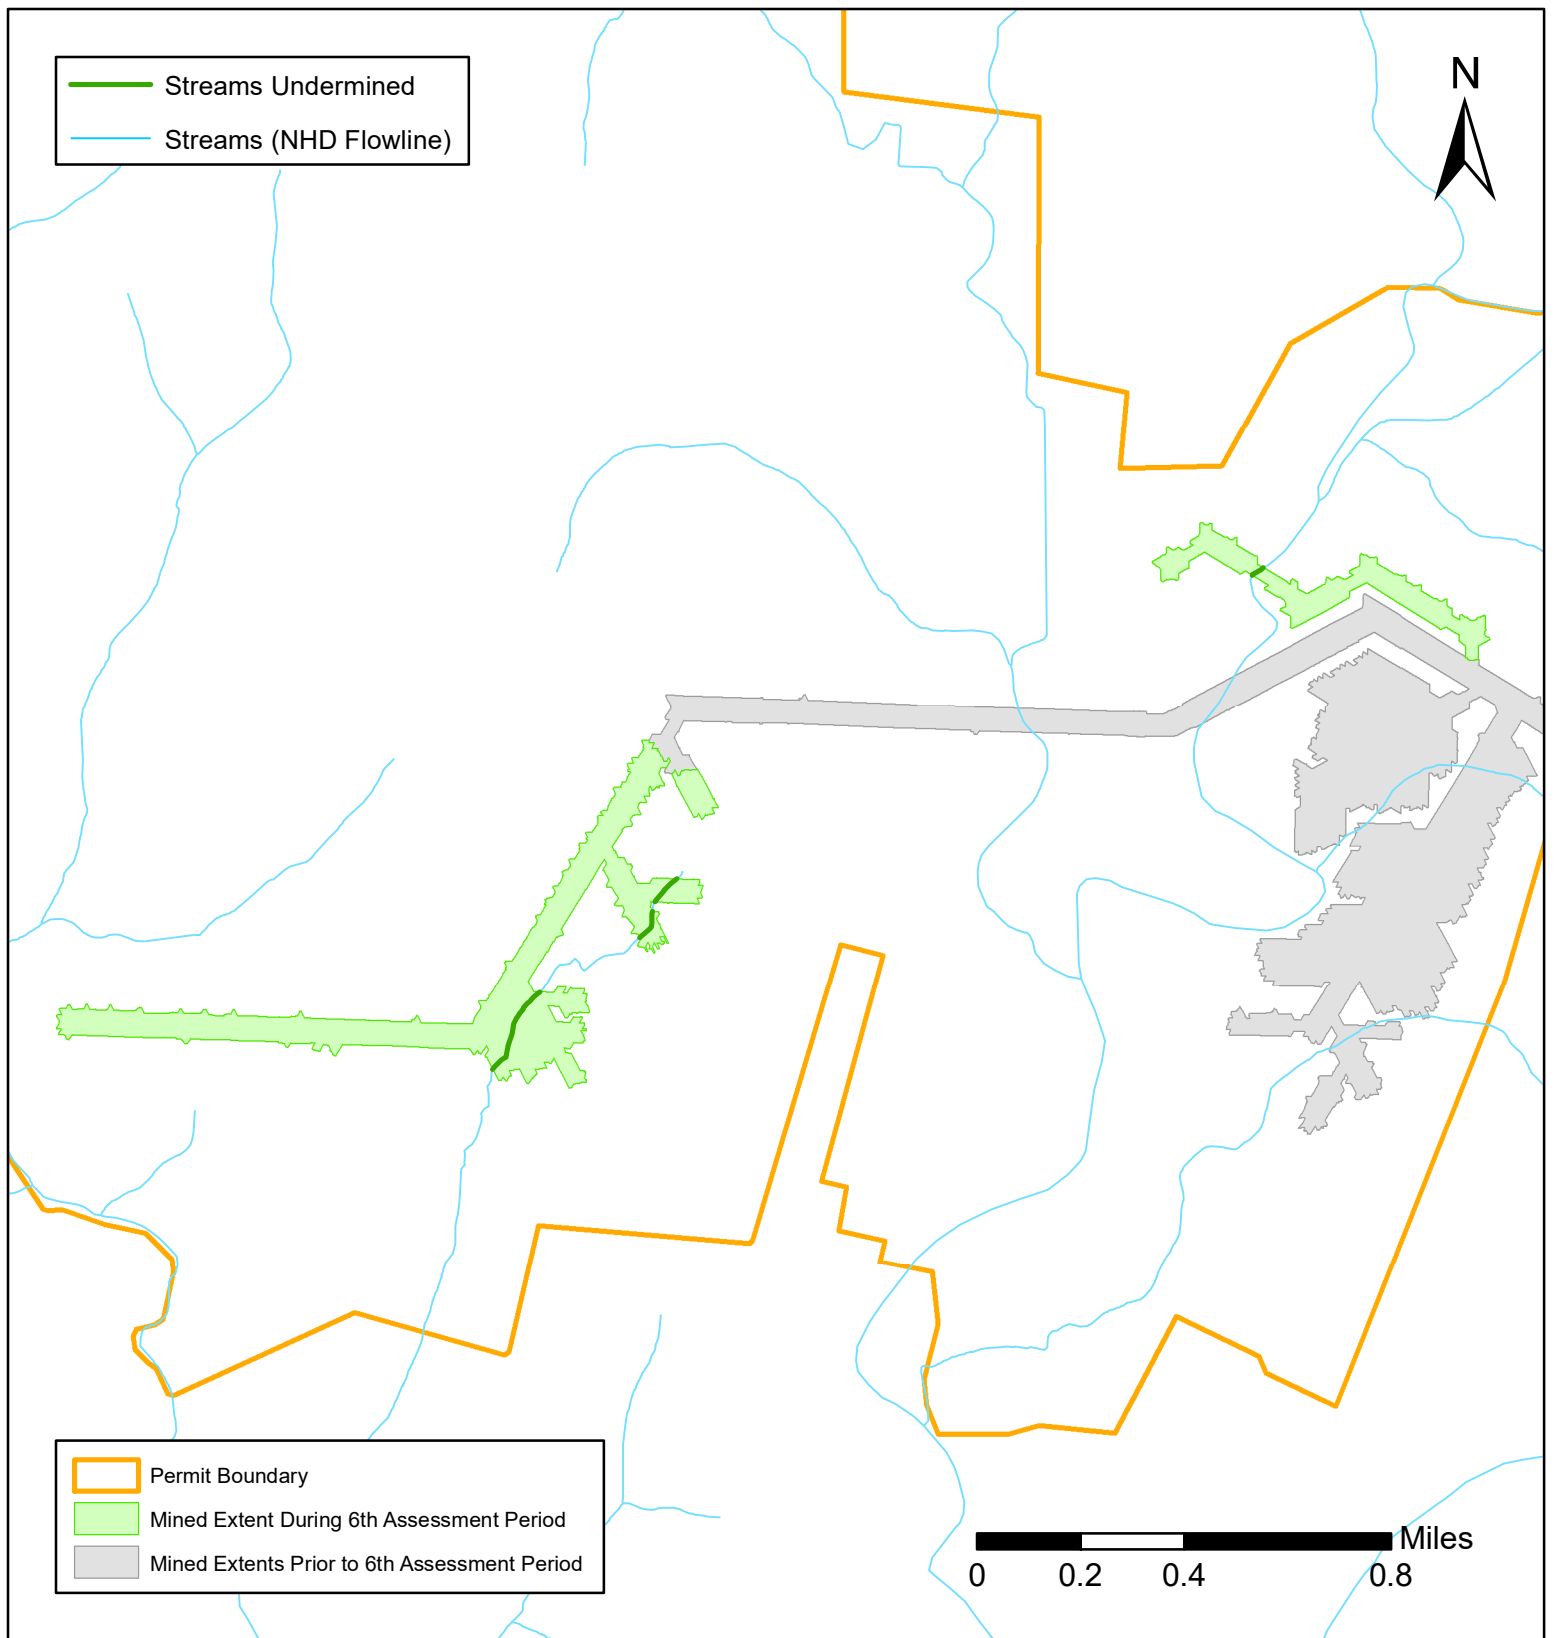 Streams Undermined
Streams (NHD Flowline)
N
Permit Boundary
Mined Extent During 6th Assessment Period
Mined Extents Prior to 6th Assessment Period
Miles
0 0.2 0.4 0.8